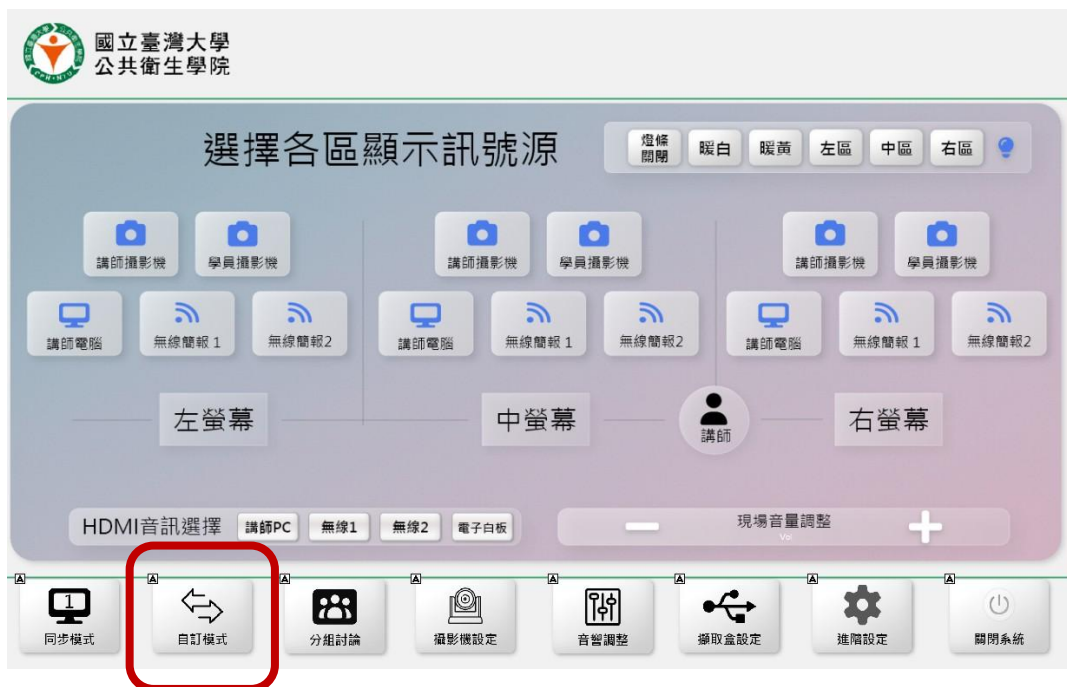 國立臺灣大學
公共衛生學院
選擇各區顯示訊號源
燈條
關閉
暖白
暖黃
左區
中區
右區
講師攝影機
學員攝影機
講師攝影機
學員攝影機
講師攝影機
學員攝影機
講師電腦
無線簡報 1
無線簡報2
講師電腦
無線簡報 1
無線簡報2
講師電腦
無線簡報 1
無線簡報2
左螢幕
中螢幕
講師
右螢幕
HDMI音訊選擇
講師PC
無線1
無線2
電子白板
現場音量調整
Vol
A
A
A
A
A
A
A
A
1
同步模式
自訂模式
分組討論
攝影機設定
音響調整
擷取盒設定
進階設定
關閉系統